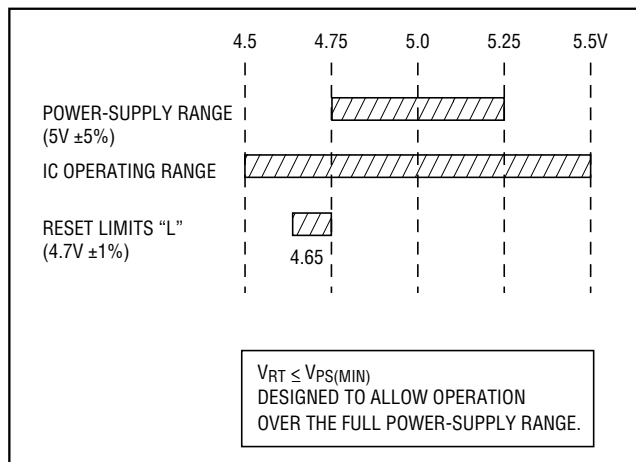 4.5 4.75 5.0 5.25 5.5V
POWER-SUPPLY RANGE
(5V ±5%)
IC OPERATING RANGE
RESET LIMITS “L”
(4.7V ±1%)
4.65
VRT ≤ VPS(MIN)
DESIGNED TO ALLOW OPERATION
OVER THE FULL POWER-SUPPLY RANGE.